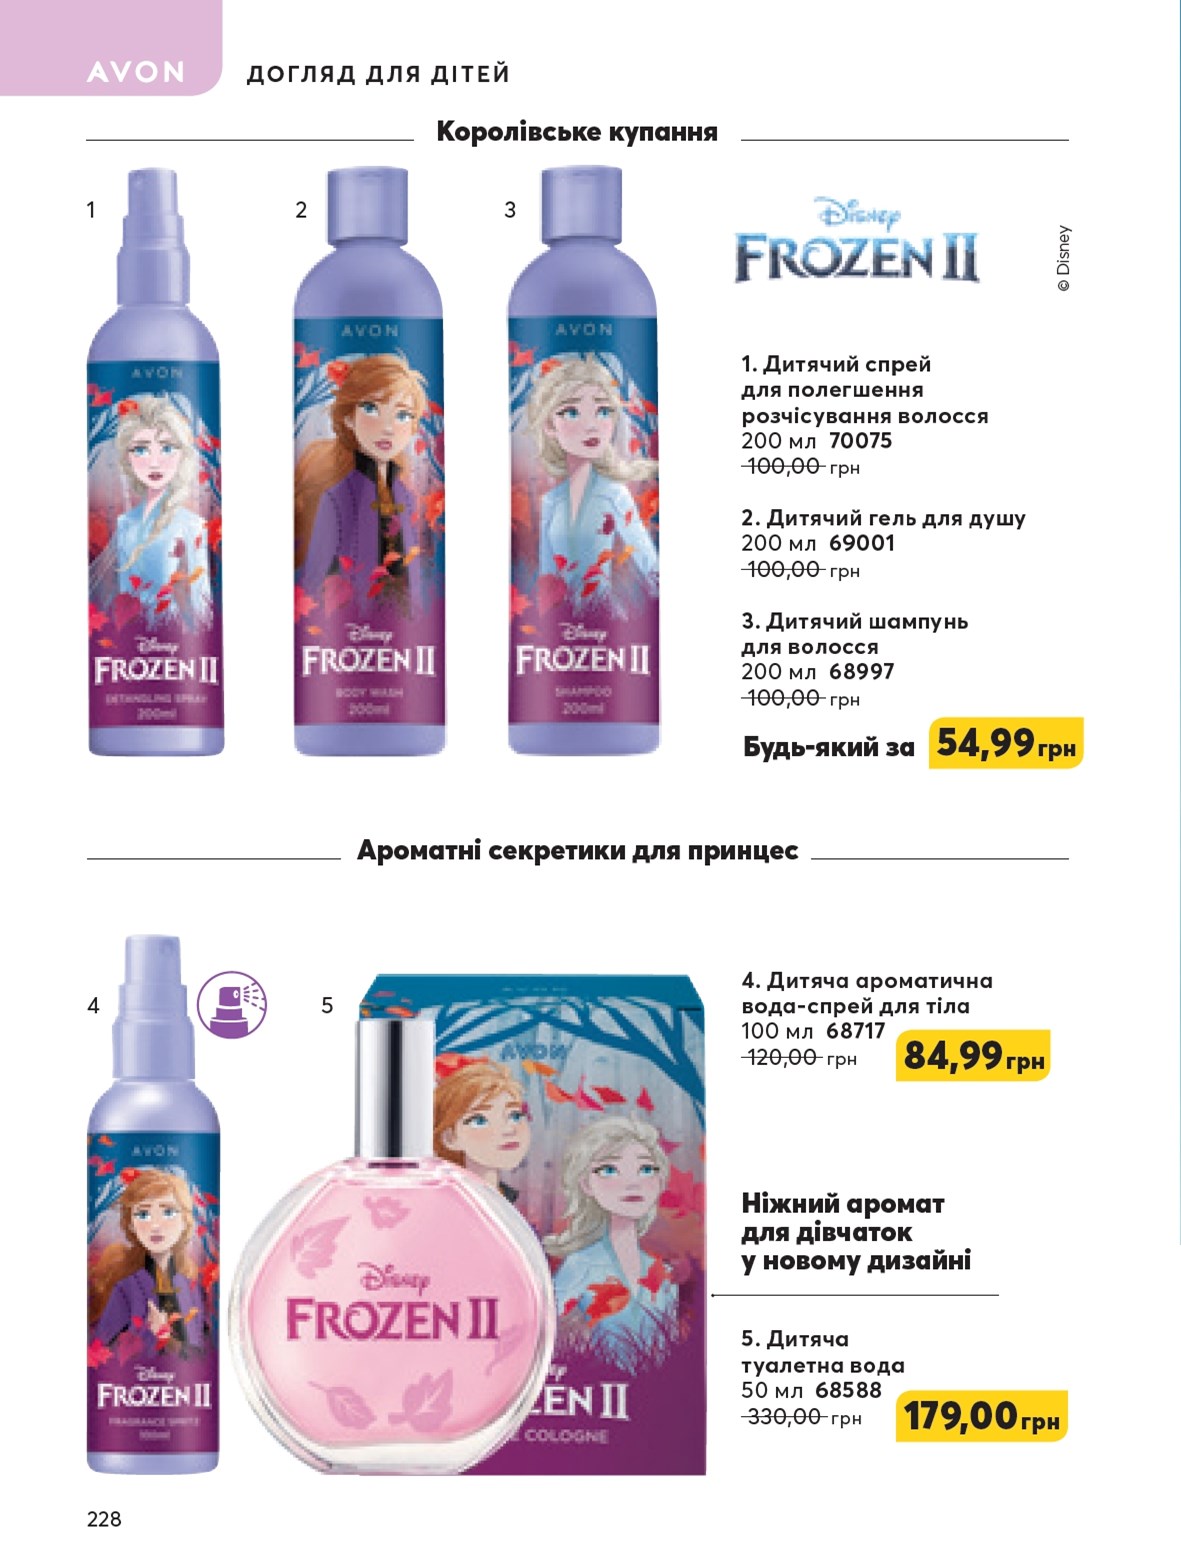 AVON
ДОГЛЯД ДЛЯ ДІТЕЙ
Королівське купання
1
2
3
Disney
FROZEN II
© Disney
AVON
Disney
FROZEN II
DETANGLING SPRAY
200ml
AVON
Disney
FROZEN II
BODY WASH
200ml
AVON
Disney
FROZEN II
SHAMPOO
200ml
1. Дитячий спрей
для полегшення
розчісування волосся
200 мл 70075
100,00 грн
2. Дитячий гель для душу
200 мл 69001
100,00 грн
3. Дитячий шампунь
для волосся
200 мл 68997
100,00 грн
Будь-який за 54,99 грн
Ароматні секретики для принцес
4
5
AVON
Disney
FROZEN II
FRAGRANCE SPRITZ
100ml
AVON
Disney
FROZEN II
ZEN II
COLOGNE
4. Дитяча ароматична
вода-спрей для тіла
100 мл 68717
120,00 грн
84,99 грн
Ніжний аромат
для дівчаток
у новому дизайні
5. Дитяча
туалетна вода
50 мл 68588
330,00 грн
179,00 грн
228